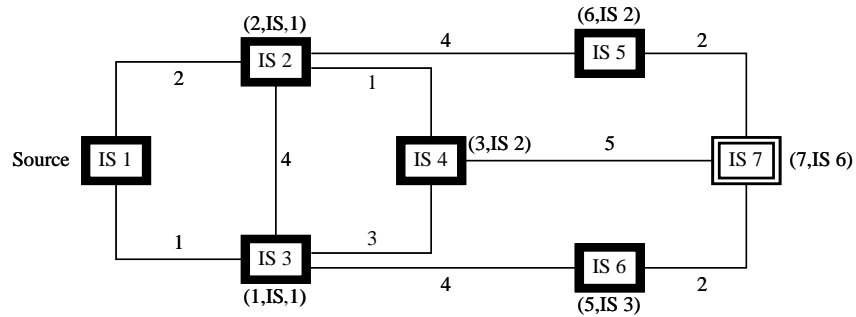 (2,IS,1)
(6,IS 2)
IS 2
4
IS 5
2
2
1
Source
IS 1
4
IS 4
(3,IS 2)
5
IS 7
(7,IS 6)
1
3
IS 3
4
IS 6
2
(1,IS,1)
(5,IS 3)